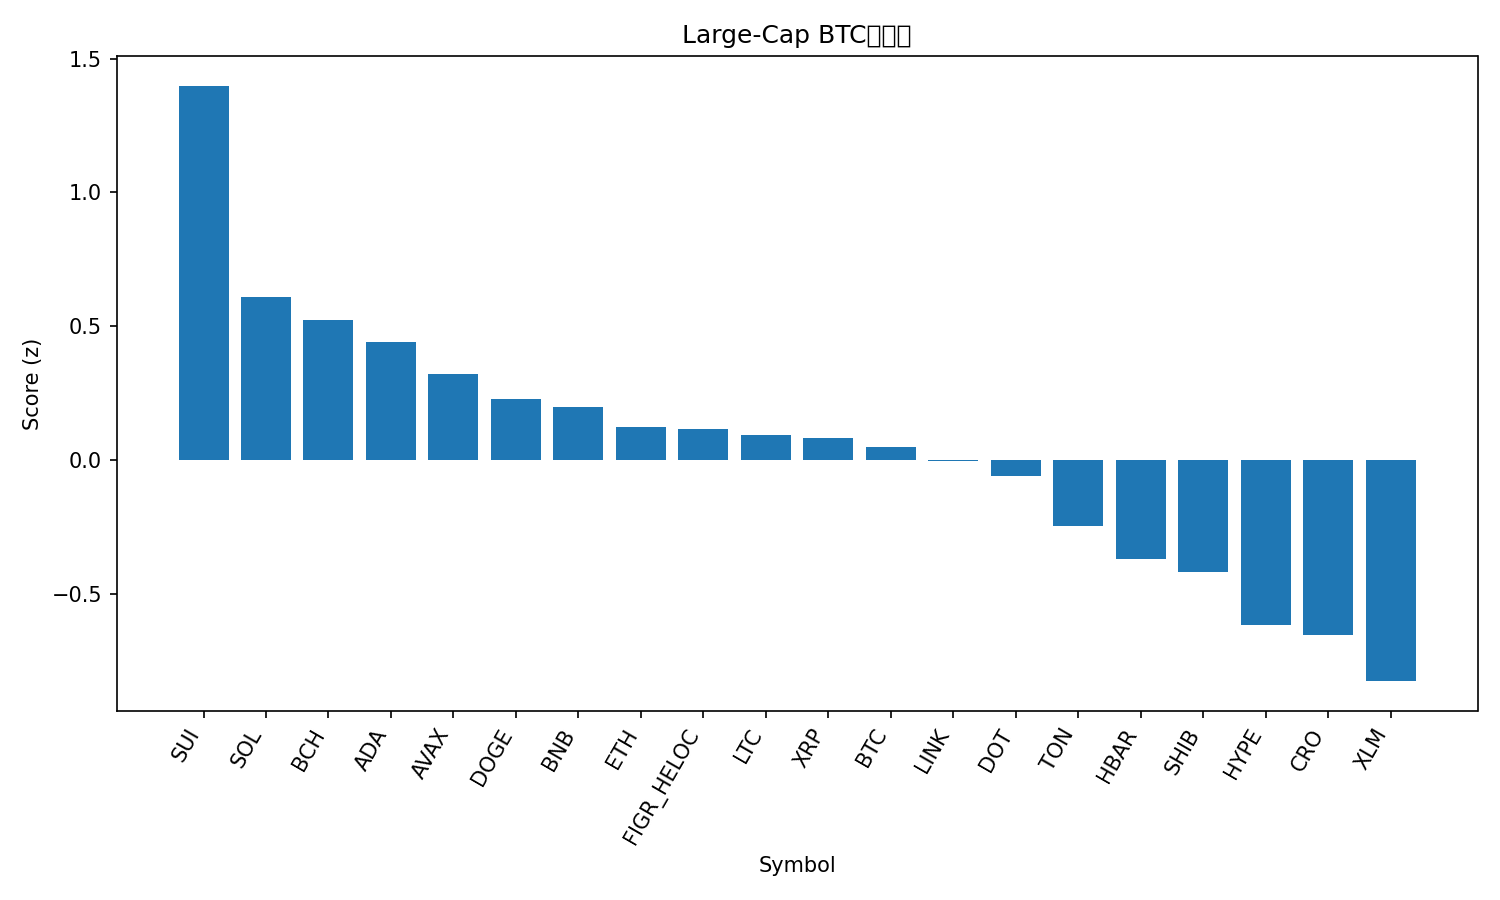 Large-Cap BTC
1.5
1.0
0.5
0.0
−0.5
Score (z)
SUI
SOL
BCH
ADA
AVAX
DOGE
BNB
ETH
FIGR_HELOC
LTC
XRP
BTC
LINK
DOT
TON
HBAR
SHIB
HYPE
CRO
XLM
Symbol